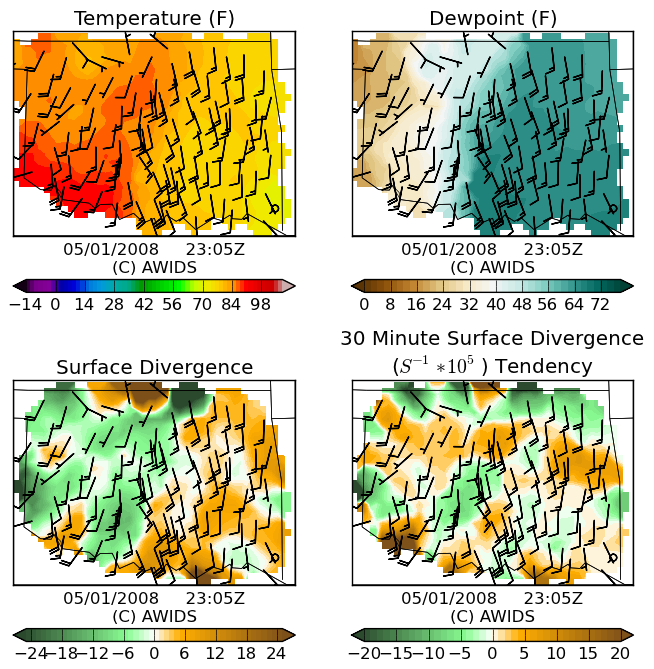 Temperature (F)
Dewpoint (F)
05/01/2008 23:05Z
(C) AWIDS
05/01/2008 23:05Z
(C) AWIDS
−14 0 14 28 42 56 70 84 98
0 8 16 24 32 40 48 56 64 72
Surface Divergence
30 Minute Surface Divergence
(S⁻¹ *10⁵ ) Tendency
05/01/2008 23:05Z
(C) AWIDS
05/01/2008 23:05Z
(C) AWIDS
−24 −18 −12 −6 0 6 12 18 24
−20 −15 −10 −5 0 5 10 15 20